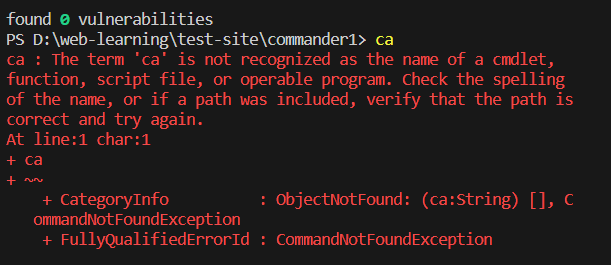 found 0 vulnerabilities
PS D:\web-learning\test-site\commander1> ca
ca : The term 'ca' is not recognized as the name of a cmdlet,
function, script file, or operable program. Check the spelling
of the name, or if a path was included, verify that the path is
correct and try again.
At line:1 char:1
+ ca
+ ~~
    + CategoryInfo          : ObjectNotFound: (ca:String) [], C
   ommandNotFoundException
    + FullyQualifiedErrorId : CommandNotFoundException